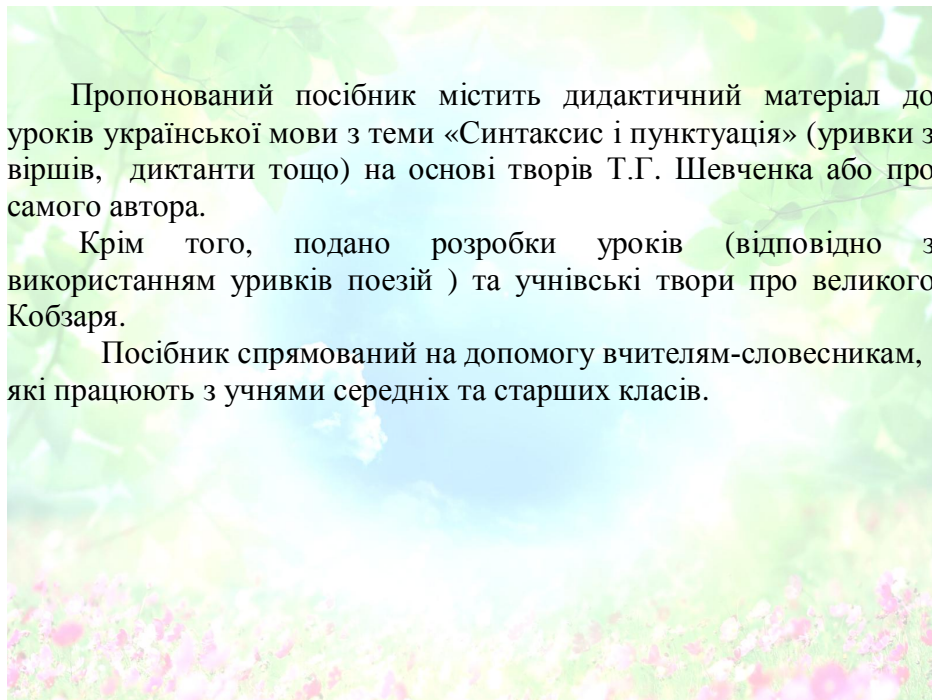 Пропонований посібник містить дидактичний матеріал до
уроків української мови з теми «Синтаксис і пунктуація» (уривки з
віршів, диктанти тощо) на основі творів Т.Г. Шевченка або про
самого автора.
Крім того, подано розробки уроків (відповідно з
використанням уривків поезій ) та учнівські твори про великого
Кобзаря.
Посібник спрямований на допомогу вчителям-словесникам,
які працюють з учнями середніх та старших класів.